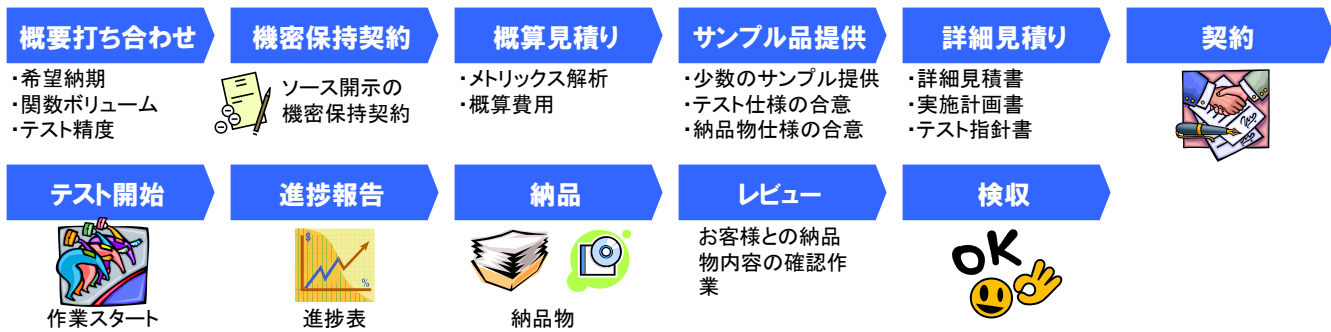 概要打ち合わせ
・希望納期
・関数ボリューム
・テスト精度
機密保持契約
ソース開示の
機密保持契約
概算見積り
・メトリックス解析
・概算費用
サンプル品提供
・少数のサンプル提供
・テスト仕様の合意
・納品物仕様の合意
詳細見積り
・詳細見積書
・実施計画書
・テスト指針書
契約
テスト開始
作業スタート
進捗報告
$
%
進捗表
納品
納品物
レビュー
お客様との納品
物内容の確認作
業
検収
OK